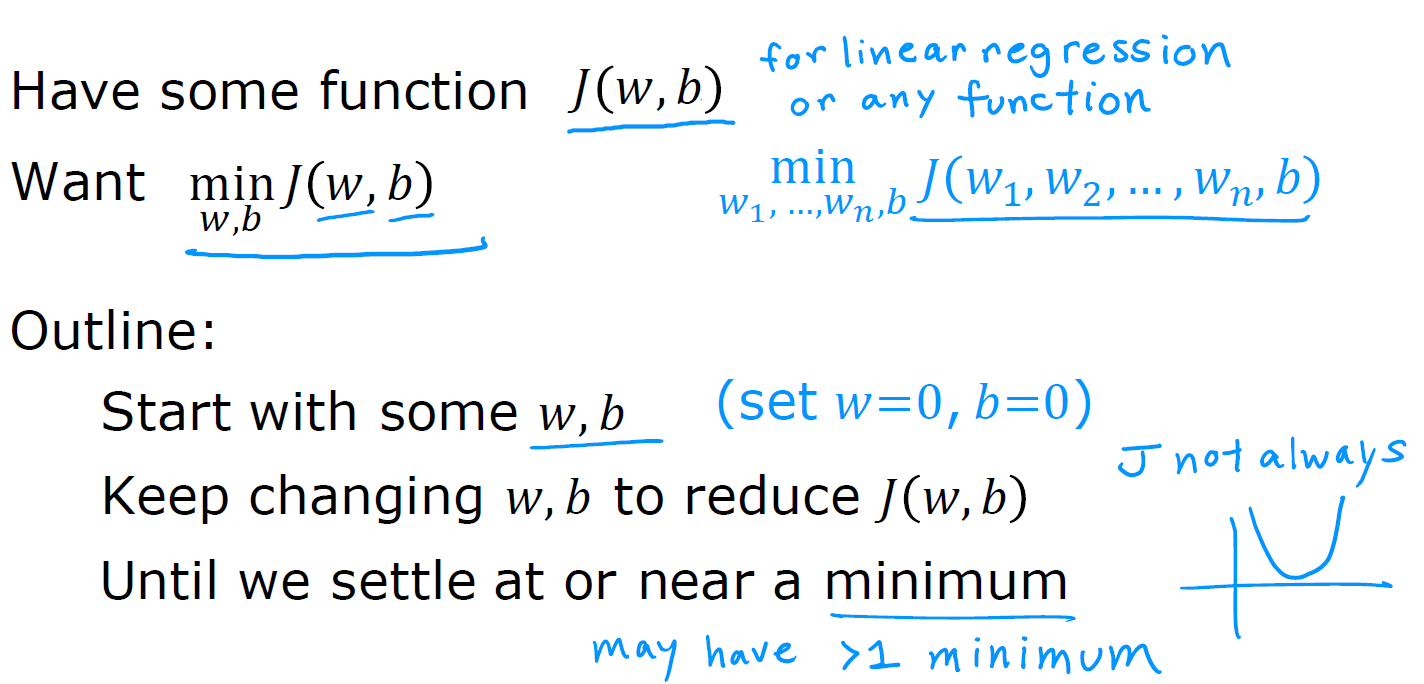 Have some function J(w, b) for linear regression
or any function
Want min J(w, b) min J(w₁, w₂, ... , wₙ, b)
w,b w₁, ...,wₙ,b
Outline:
Start with some w, b (set w=0, b=0)
J not always
Keep changing w, b to reduce J(w, b)
Until we settle at or near a minimum
may have >1 minimum